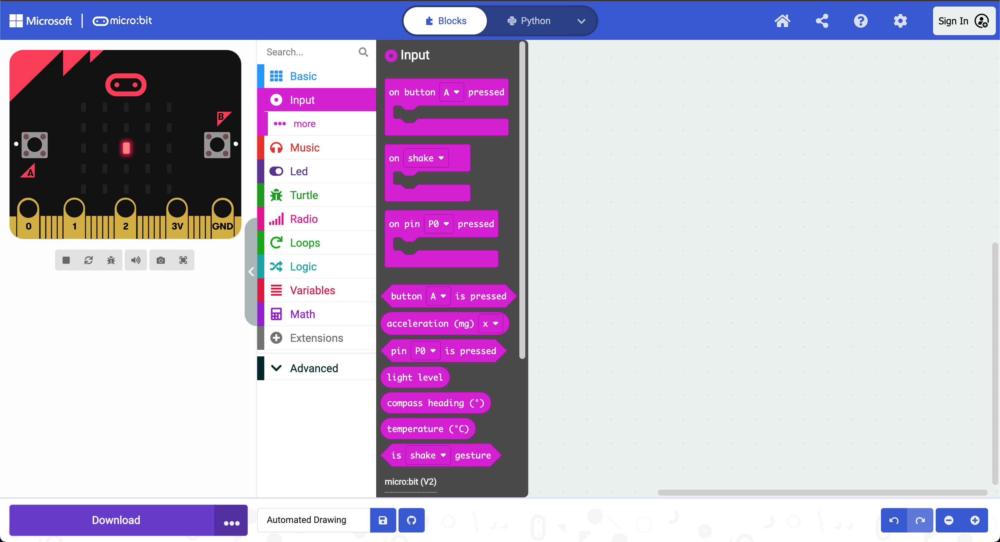 Microsoft | micro:bit
Blocks
Python
Sign In
B
A
0 1 2 3V GND
Search...
Basic
Input
more
Music
Led
Turtle
Radio
Loops
Logic
Variables
Math
Extensions
Advanced
Input
on button A pressed
on shake
on pin P0 pressed
button A is pressed
acceleration (mg) x
pin P0 is pressed
light level
compass heading (°)
temperature (°C)
is shake gesture
micro:bit (V2)
Download
Automated Drawing